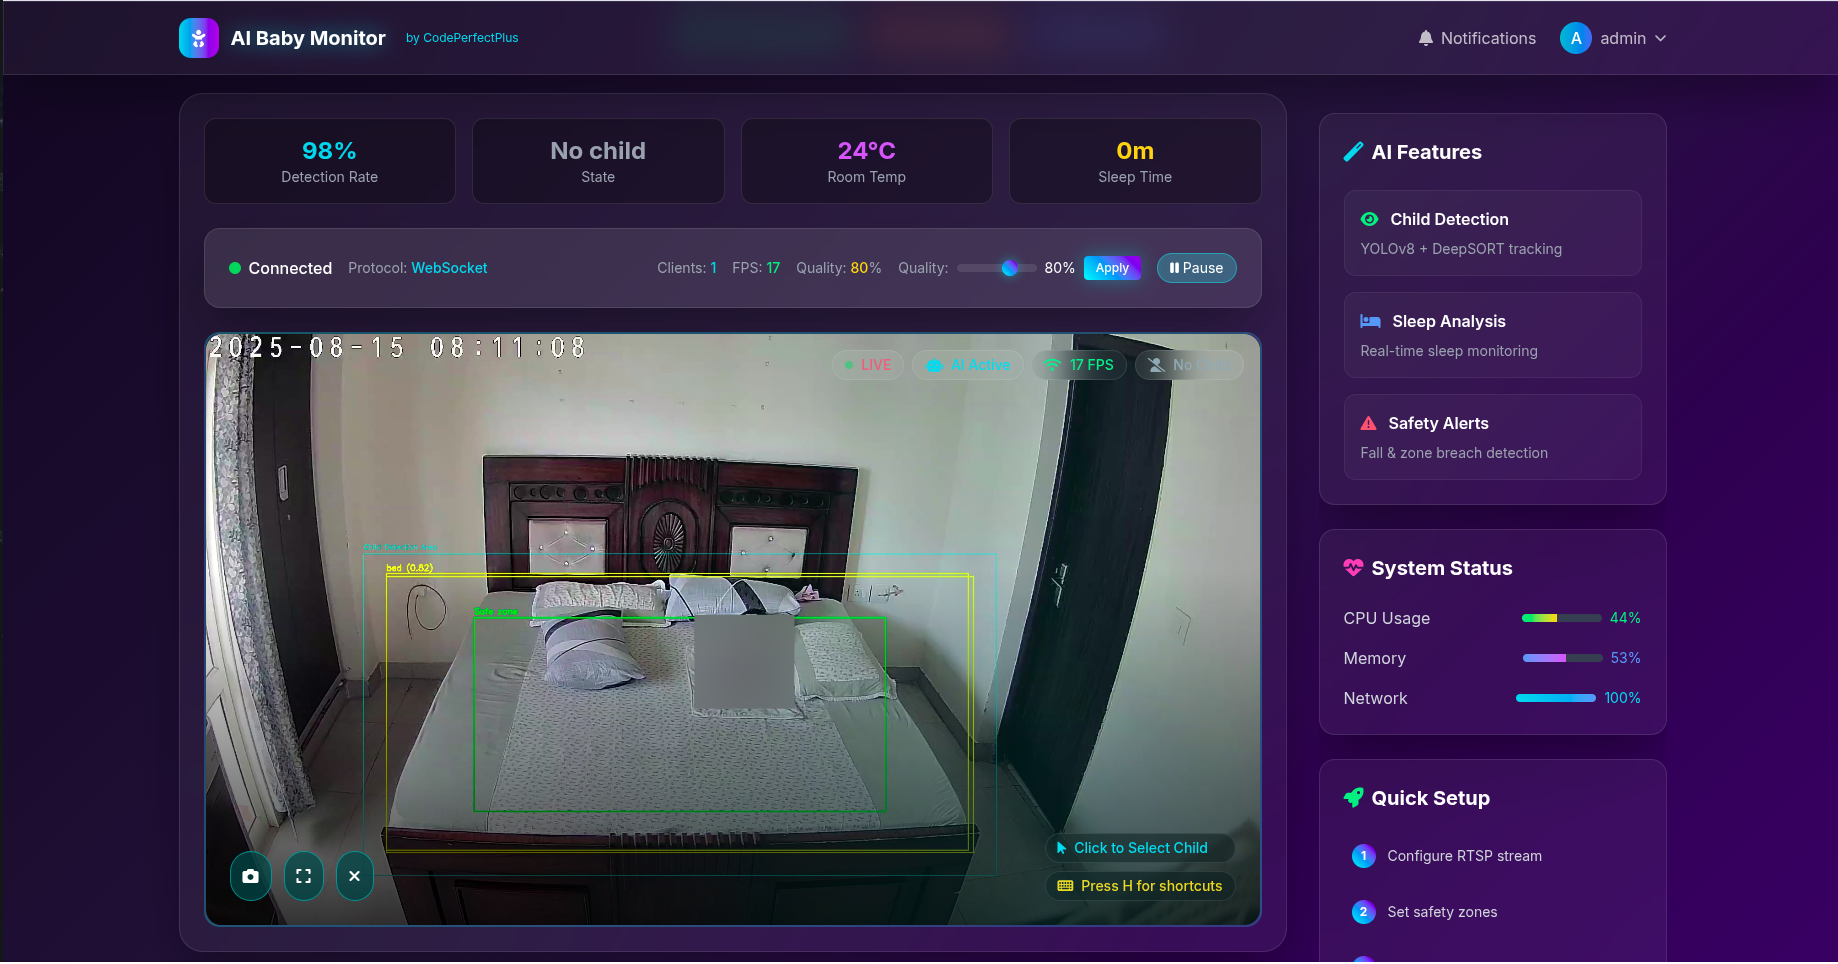 AI Baby Monitor by CodePerfectPlus
Notifications
A admin
98%
Detection Rate
No child
State
24°C
Room Temp
0m
Sleep Time
Connected Protocol: WebSocket Clients: 1 FPS: 17 Quality: 80% Quality: 80% Apply Pause
2025-08-15 08:11:08
LIVE
AI Active
17 FPS
No
bed (0.82)
Safe zone
Click to Select Child
Press H for shortcuts
AI Features
Child Detection
YOLOv8 + DeepSORT tracking
Sleep Analysis
Real-time sleep monitoring
Safety Alerts
Fall & zone breach detection
System Status
CPU Usage 44%
Memory 53%
Network 100%
Quick Setup
1 Configure RTSP stream
2 Set safety zones